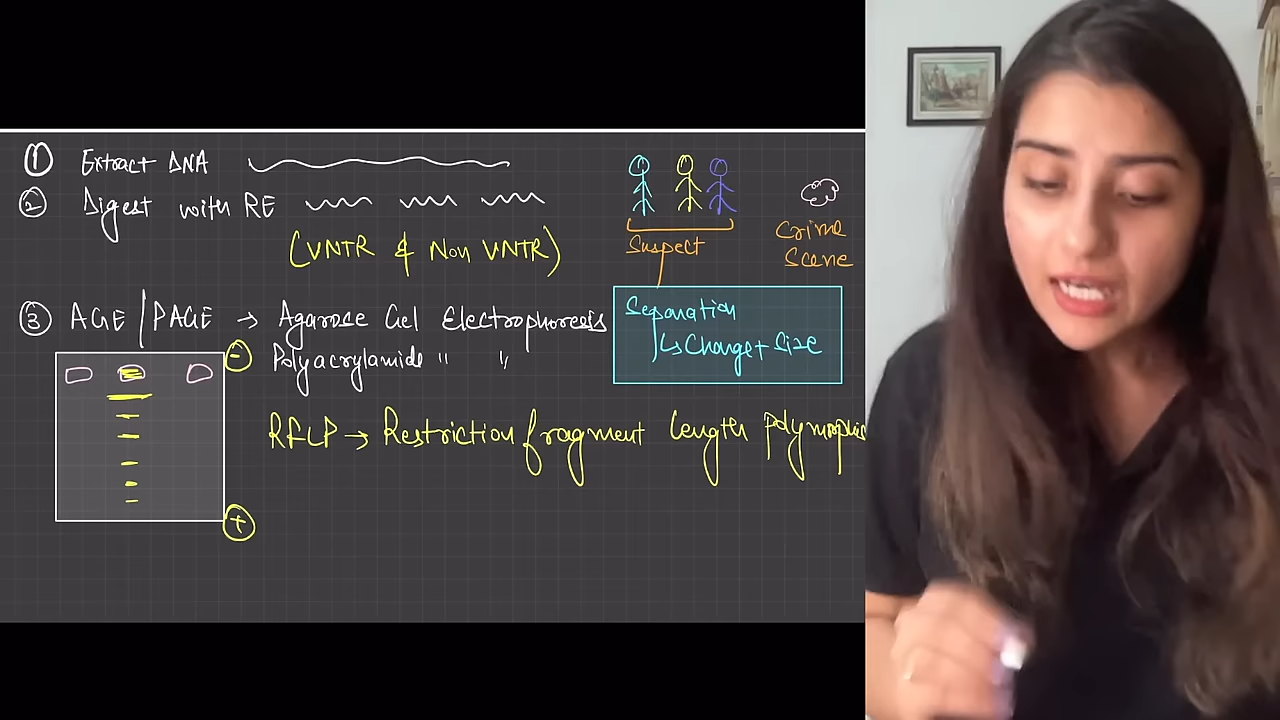 ① Extract DNA
② Digest with RE
(VNTR & Non VNTR)
Suspect
Crime
Scene
③ AGE/PAGE → Agarose Gel Electrophoresis
Polyacrylamide " "
Separation
↳ Charge + Size
-
RFLP → Restriction fragment length polymorphis
+